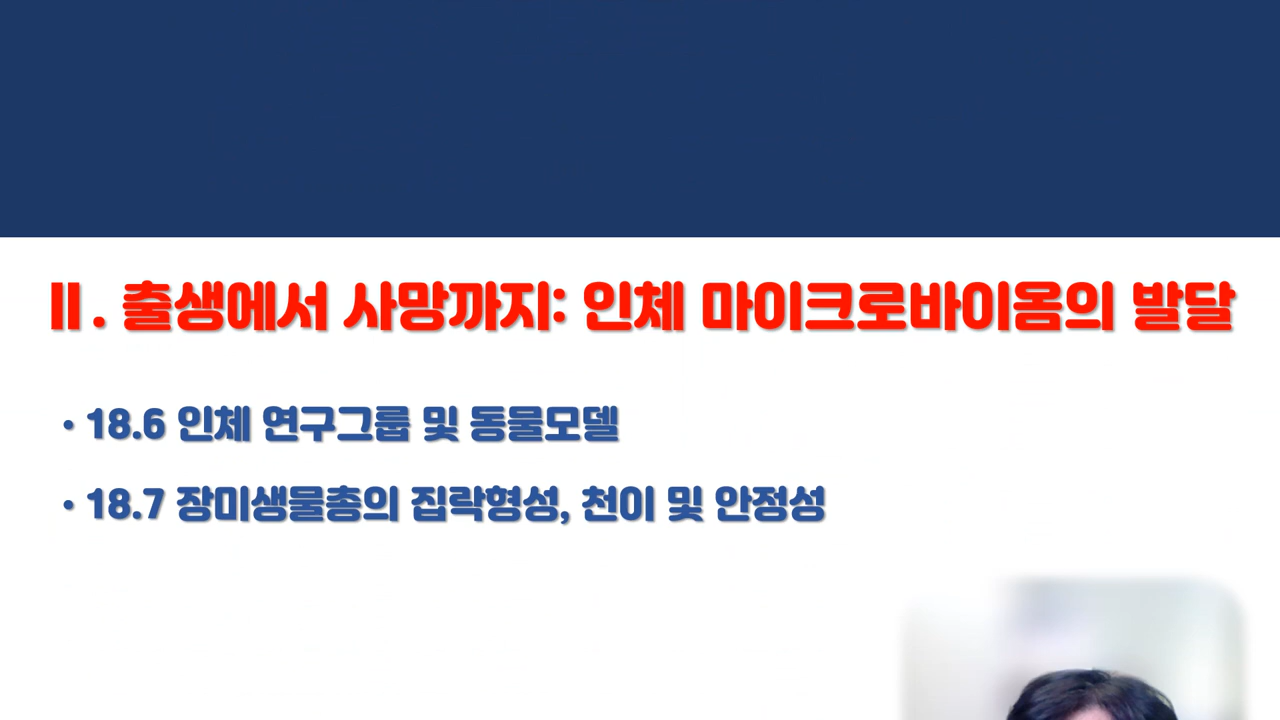 Ⅱ. 출생에서 사망까지: 인체 마이크로바이옴의 발달
• 18.6 인체 연구그룹 및 동물모델
• 18.7 장미생물총의 집락형성, 천이 및 안정성